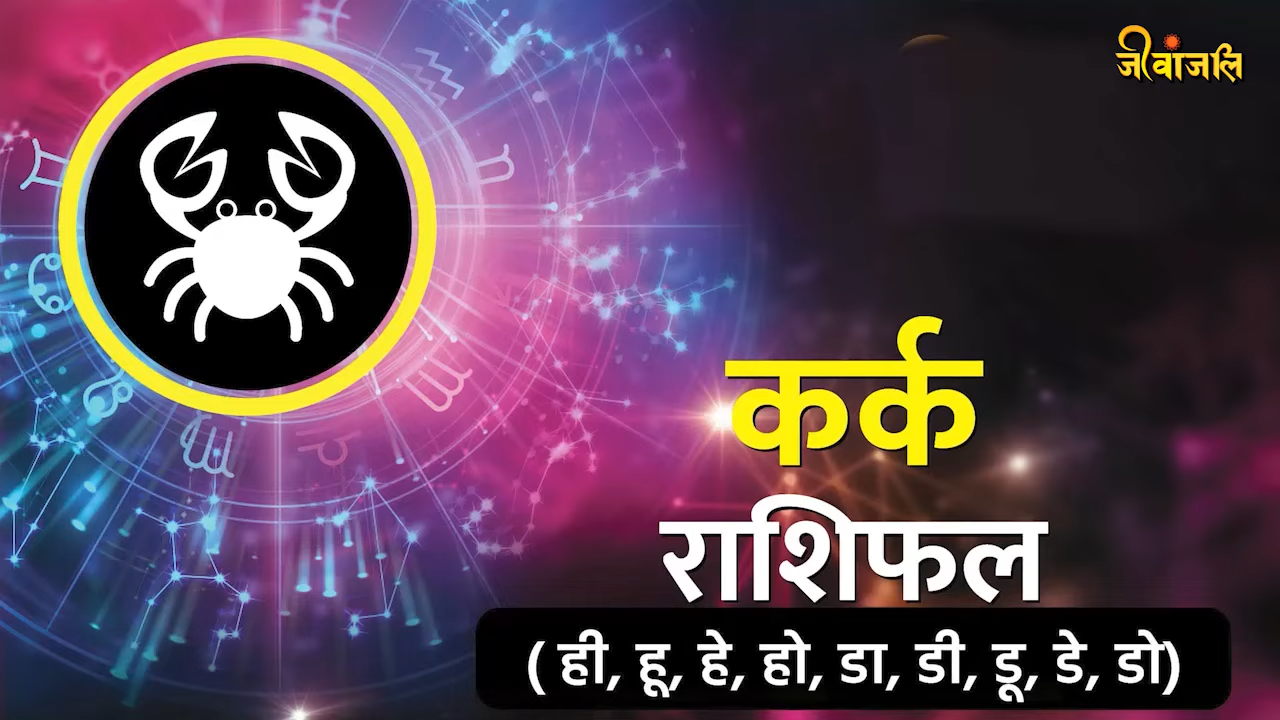 जीवांजलि
कर्क
राशिफल
( ही, हू, हे, हो, डा, डी, डू, डे, डो)